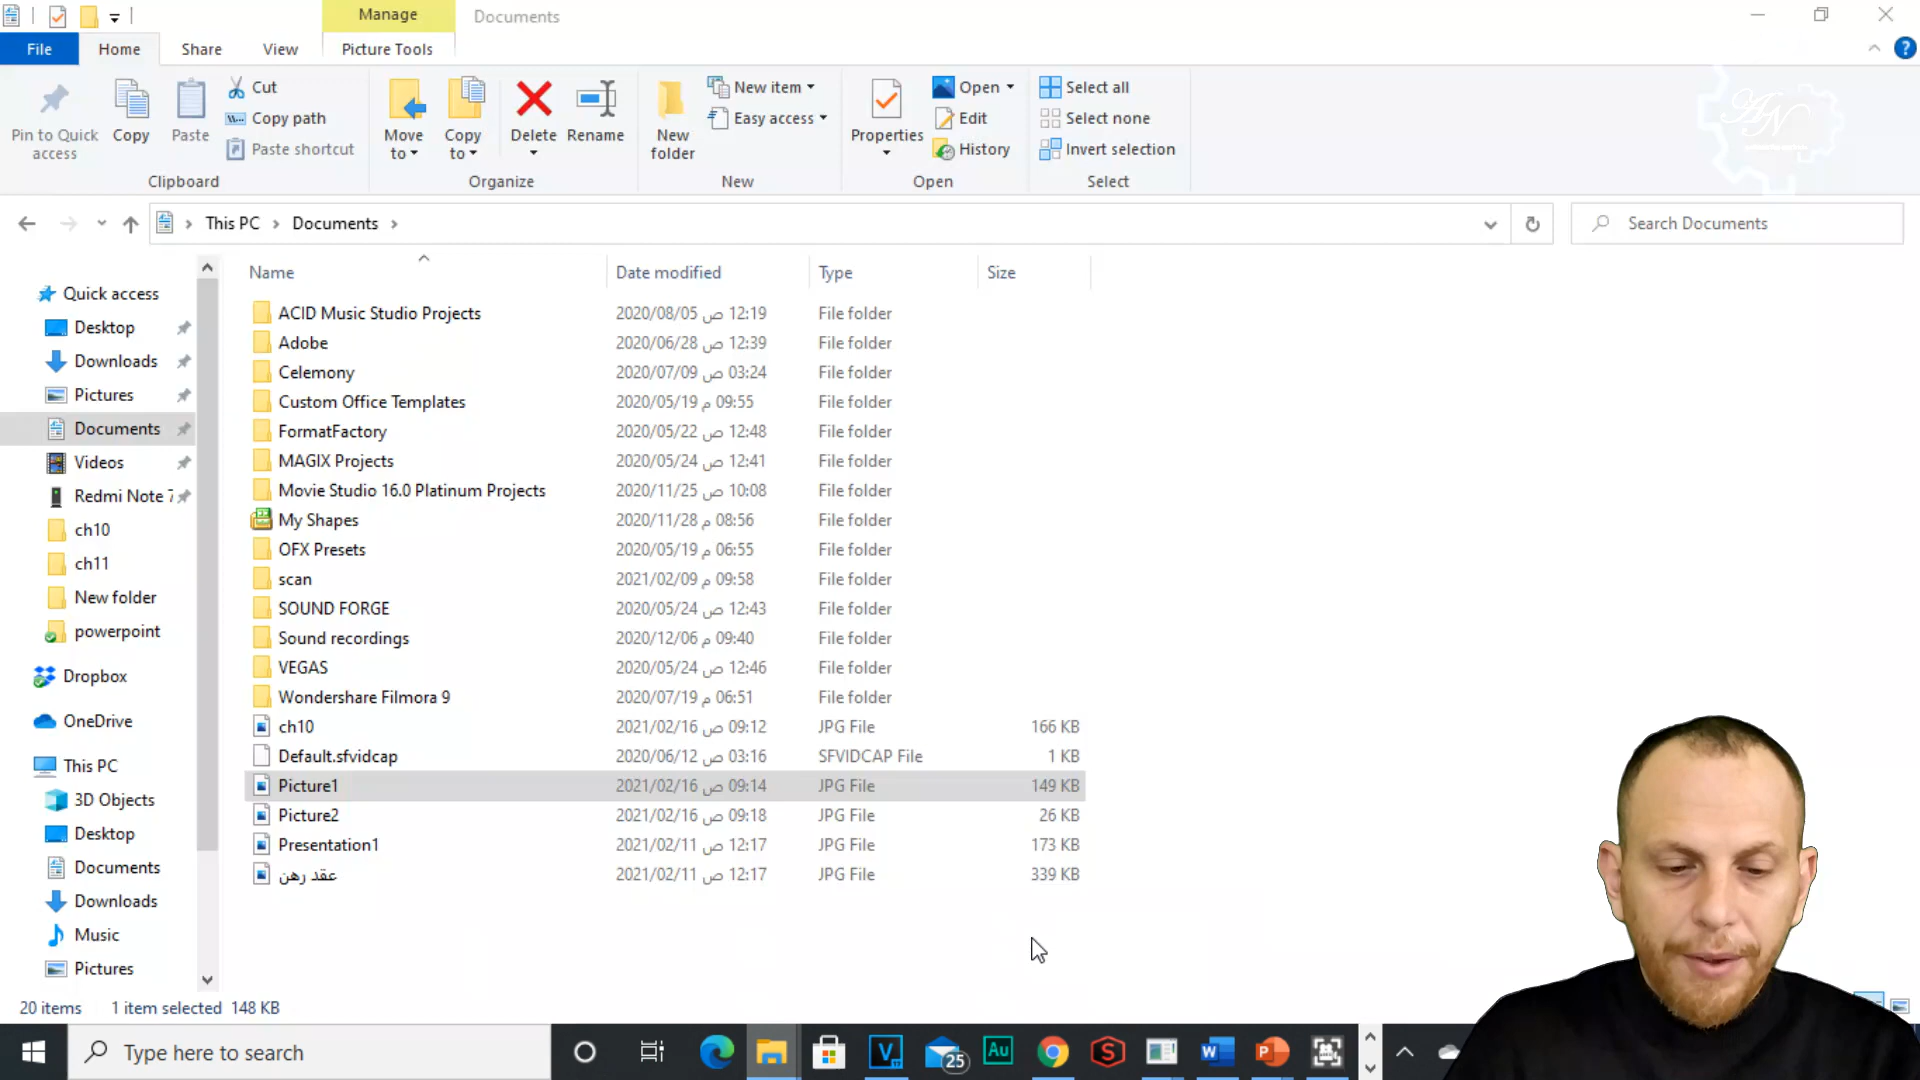 Manage Documents
File Home Share View Picture Tools
Pin to Quick access Copy Paste Cut Copy path Paste shortcut Move to Copy to Delete Rename New folder New item Easy access Properties Open Edit History Select all Select none Invert selection
Clipboard Organize New Open Select
This PC Documents Search Documents
Name Date modified Type Size
Quick access
Desktop
Downloads
Pictures
Documents
Videos
Redmi Note 7
ch10
ch11
New folder
powerpoint
Dropbox
OneDrive
This PC
3D Objects
Desktop
Documents
Downloads
Music
Pictures
ACID Music Studio Projects 2020/08/05 ص 12:19 File folder
Adobe 2020/06/28 ص 12:39 File folder
Celemony 2020/07/09 ص 03:24 File folder
Custom Office Templates 2020/05/19 م 09:55 File folder
FormatFactory 2020/05/22 ص 12:48 File folder
MAGIX Projects 2020/05/24 ص 12:41 File folder
Movie Studio 16.0 Platinum Projects 2020/11/25 ص 10:08 File folder
My Shapes 2020/11/28 م 08:56 File folder
OFX Presets 2020/05/19 م 06:55 File folder
scan 2021/02/09 م 09:58 File folder
SOUND FORGE 2020/05/24 ص 12:43 File folder
Sound recordings 2020/12/06 م 09:40 File folder
VEGAS 2020/05/24 ص 12:46 File folder
Wondershare Filmora 9 2020/07/19 م 06:51 File folder
ch10 2021/02/16 ص 09:12 JPG File 166 KB
Default.sfvidcap 2020/06/12 ص 03:16 SFVIDCAP File 1 KB
Picture1 2021/02/16 ص 09:14 JPG File 149 KB
Picture2 2021/02/16 ص 09:18 JPG File 26 KB
Presentation1 2021/02/11 ص 12:17 JPG File 173 KB
عقد رهن 2021/02/11 ص 12:17 JPG File 339 KB
20 items 1 item selected 148 KB
Type here to search
25
Au